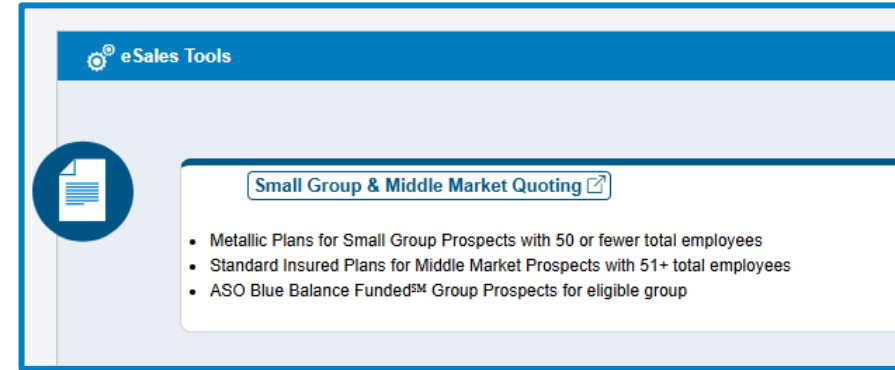 eSales Tools
Small Group & Middle Market Quoting
• Metallic Plans for Small Group Prospects with 50 or fewer total employees
• Standard Insured Plans for Middle Market Prospects with 51+ total employees
• ASO Blue Balance Funded℠ Group Prospects for eligible group